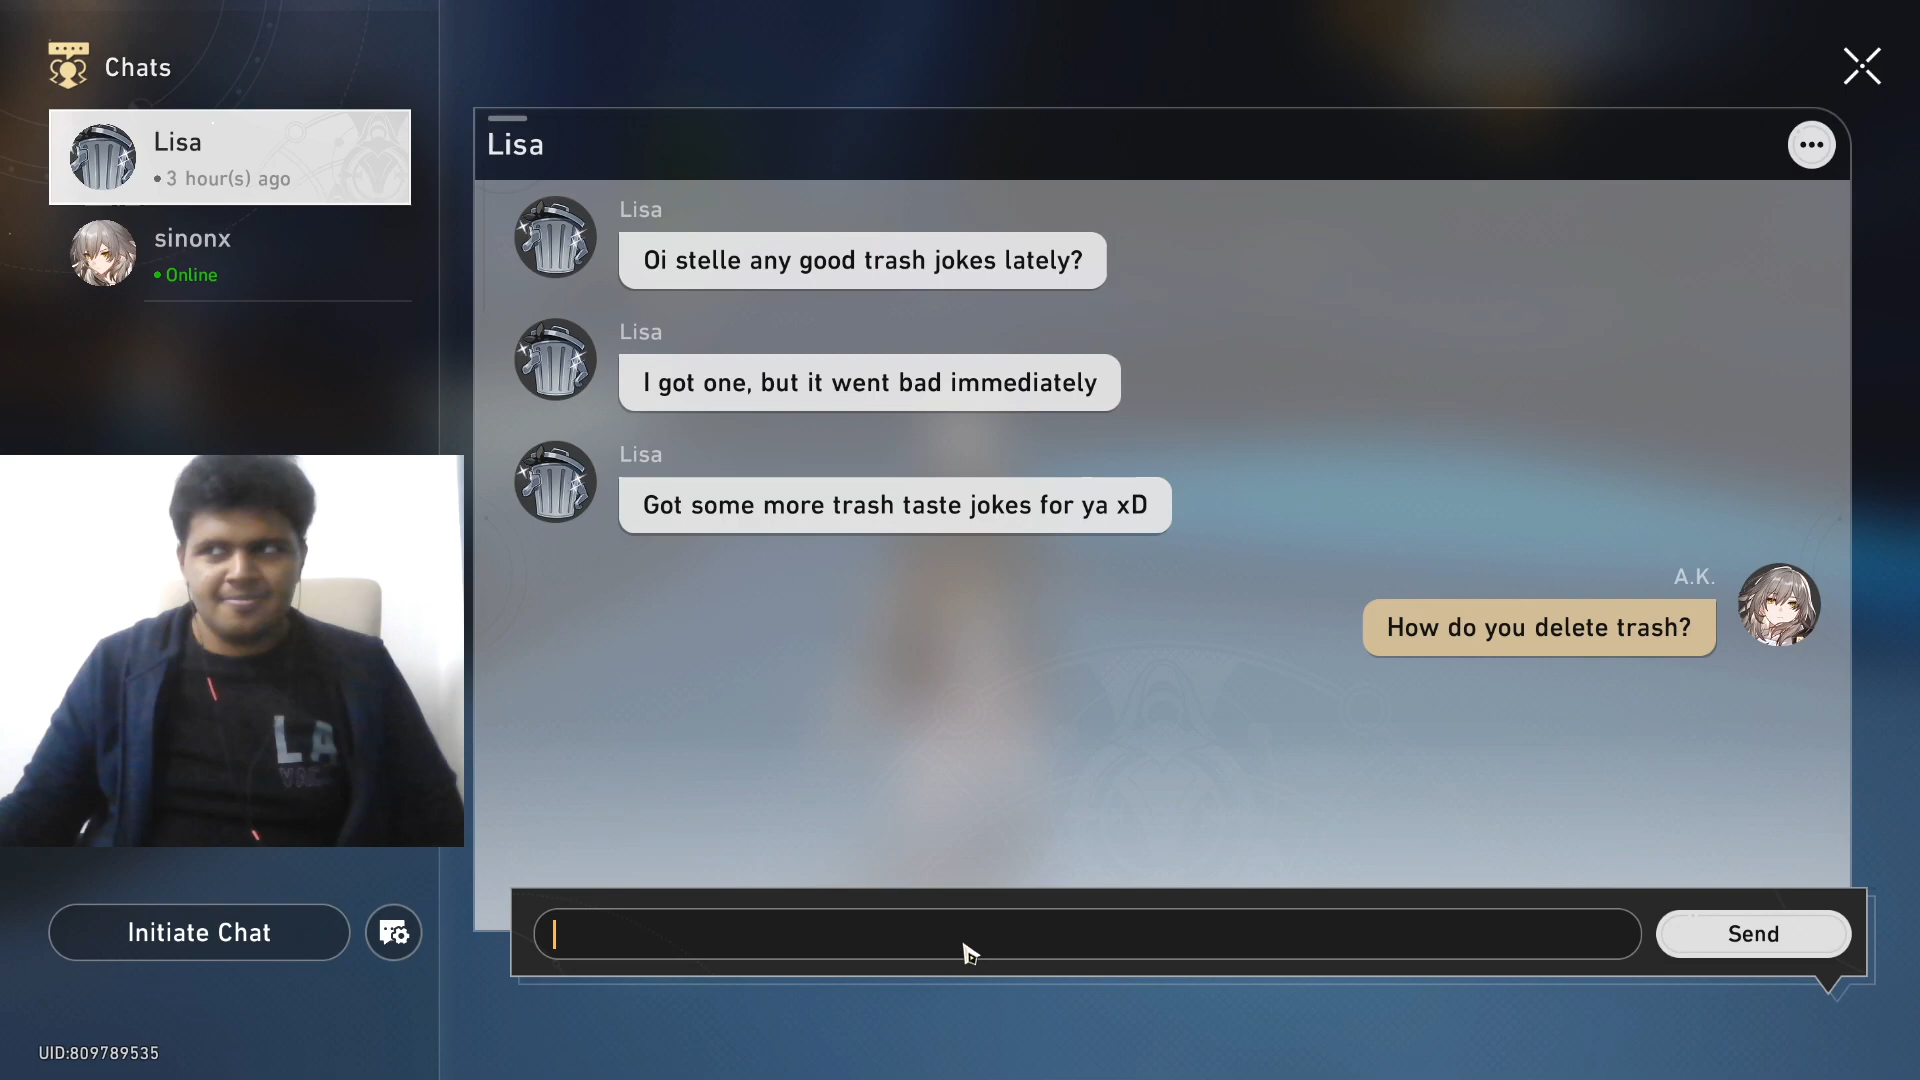 Chats
Lisa
3 hour(s) ago
sinonx
Online
Lisa
Lisa
Oi stelle any good trash jokes lately?
Lisa
I got one, but it went bad immediately
Lisa
Got some more trash taste jokes for ya xD
A.K.
How do you delete trash?
LA
Initiate Chat
Send
UID:809789535